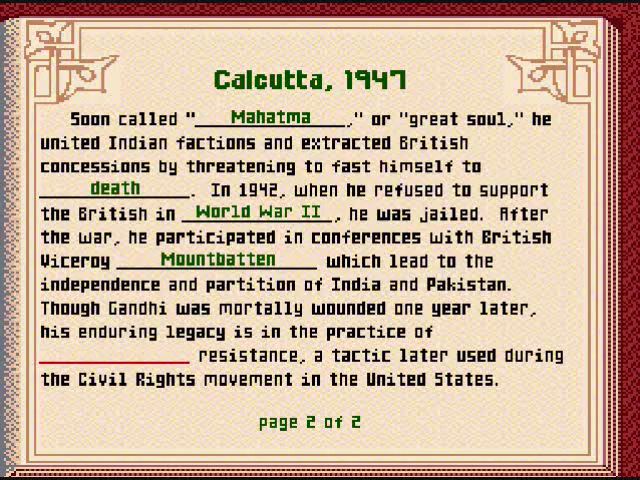 Calcutta, 1947
Soon called "Mahatma," or "great soul," he
united Indian factions and extracted British
concessions by threatening to fast himself to
death. In 1942, when he refused to support
the British in World War II, he was jailed. After
the war, he participated in conferences with British
Viceroy Mountbatten which lead to the
independence and partition of India and Pakistan.
Though Gandhi was mortally wounded one year later,
his enduring legacy is in the practice of
resistance, a tactic later used during
the Civil Rights movement in the United States.
page 2 of 2